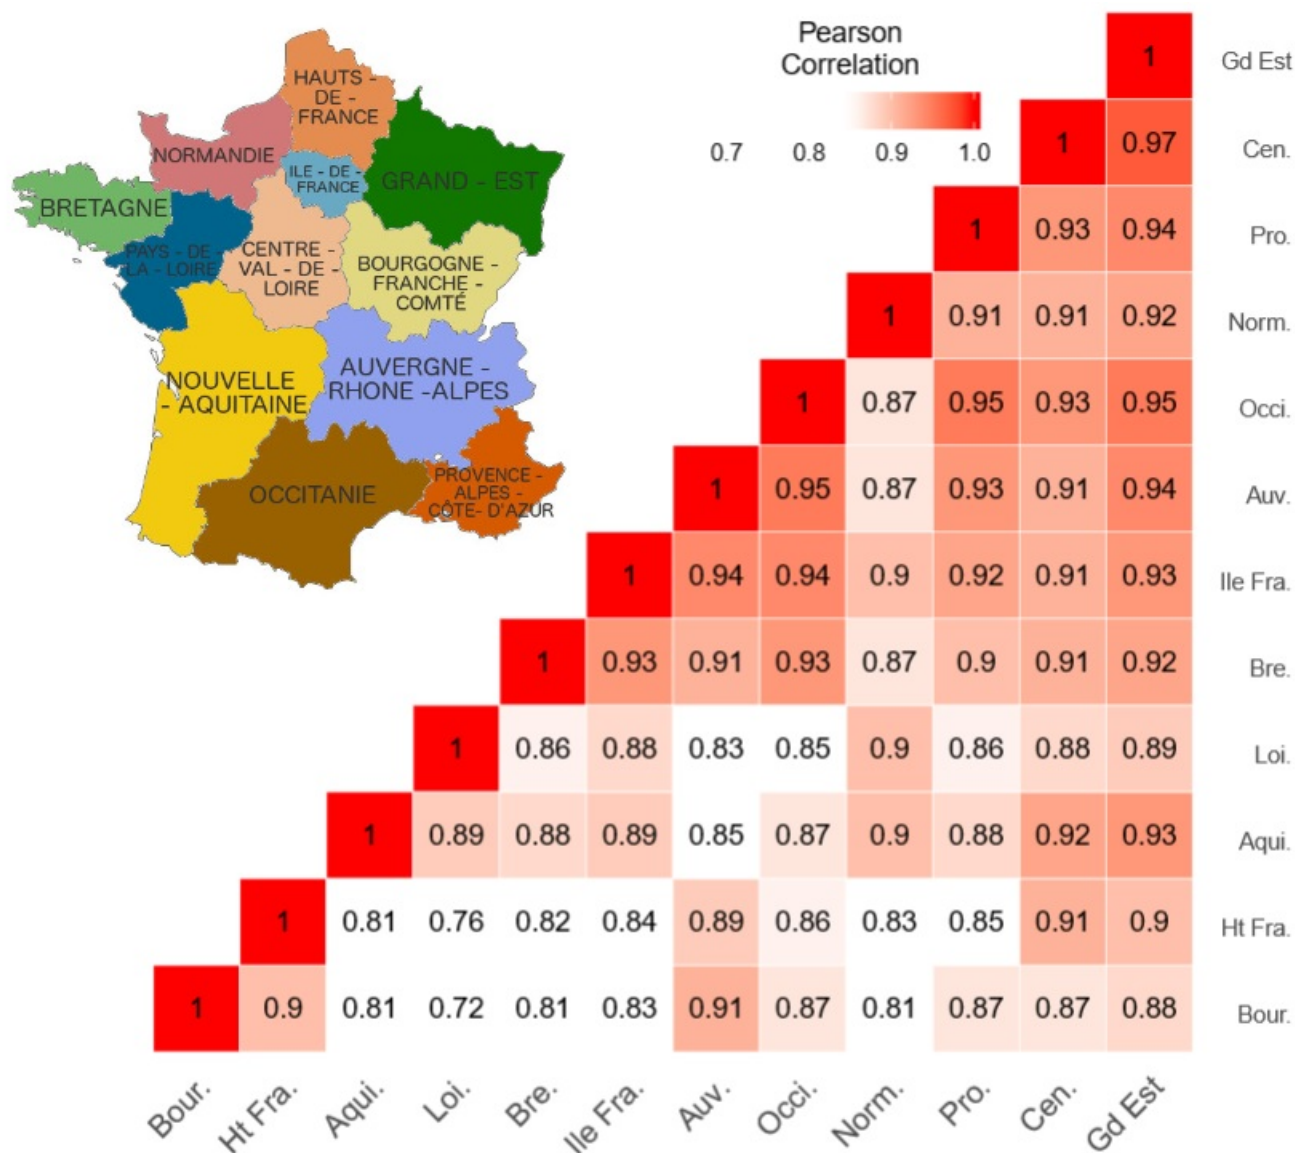 Pearson
Correlation
0.7 0.8 0.9 1.0
HAUTS -
DE -
FRANCE
NORMANDIE
ILE - DE -
FRANCE
GRAND - EST
BRETAGNE
PAYS - DE -
LA - LOIRE
CENTRE -
VAL - DE -
LOIRE
BOURGOGNE -
FRANCHE -
COMTÉ
NOUVELLE
- AQUITAINE
AUVERGNE -
RHONE -ALPES
OCCITANIE
PROVENCE -
ALPES -
CÔTE- D'AZUR
1 Gd Est
1 0.97 Cen.
1 0.93 0.94 Pro.
1 0.91 0.91 0.92 Norm.
1 0.87 0.95 0.93 0.95 Occi.
1 0.95 0.87 0.93 0.91 0.94 Auv.
1 0.94 0.94 0.9 0.92 0.91 0.93 Ile Fra.
1 0.93 0.91 0.93 0.87 0.9 0.91 0.92 Bre.
1 0.86 0.88 0.83 0.85 0.9 0.86 0.88 0.89 Loi.
1 0.89 0.88 0.89 0.85 0.87 0.9 0.88 0.92 0.93 Aqui.
1 0.81 0.76 0.82 0.84 0.89 0.86 0.83 0.85 0.91 0.9 Ht Fra.
1 0.9 0.81 0.72 0.81 0.83 0.91 0.87 0.81 0.87 0.87 0.88 Bour.
Bour. Ht Fra. Aqui. Loi. Bre. Ile Fra. Auv. Occi. Norm. Pro. Cen. Gd Est